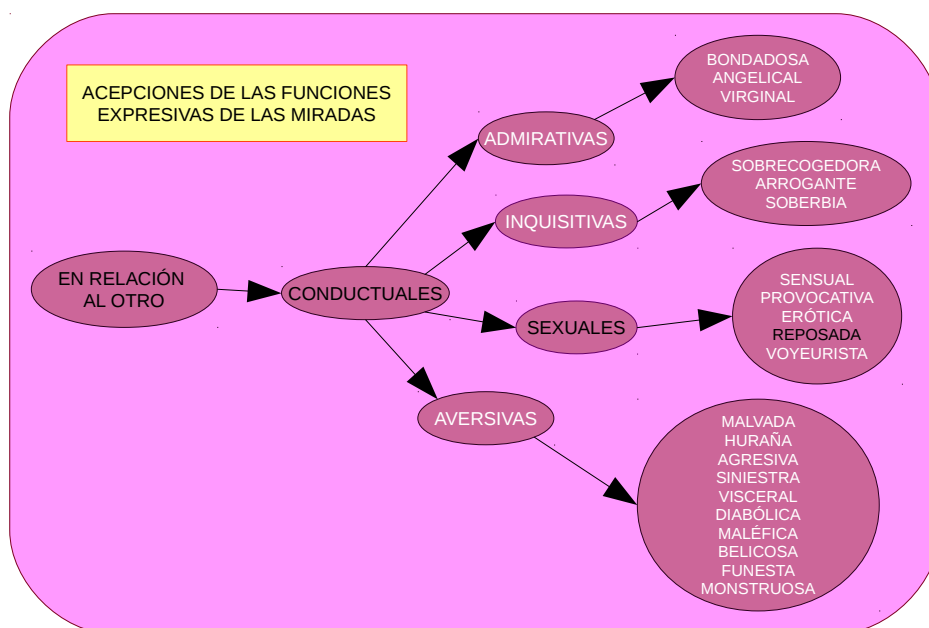 ACEPCIONES DE LAS FUNCIONES
EXPRESIVAS DE LAS MIRADAS
EN RELACIÓN
AL OTRO
CONDUCTUALES
ADMIRATIVAS
BONDADOSA
ANGELICAL
VIRGINAL
INQUISITIVAS
SOBRECOGEDORA
ARROGANTE
SOBERBIA
SEXUALES
SENSUAL
PROVOCATIVA
ERÓTICA
REPOSADA
VOYEURISTA
AVERSIVAS
MALVADA
HURAÑA
AGRESIVA
SINIESTRA
VISCERAL
DIABÓLICA
MALÉFICA
BELICOSA
FUNESTA
MONSTRUOSA